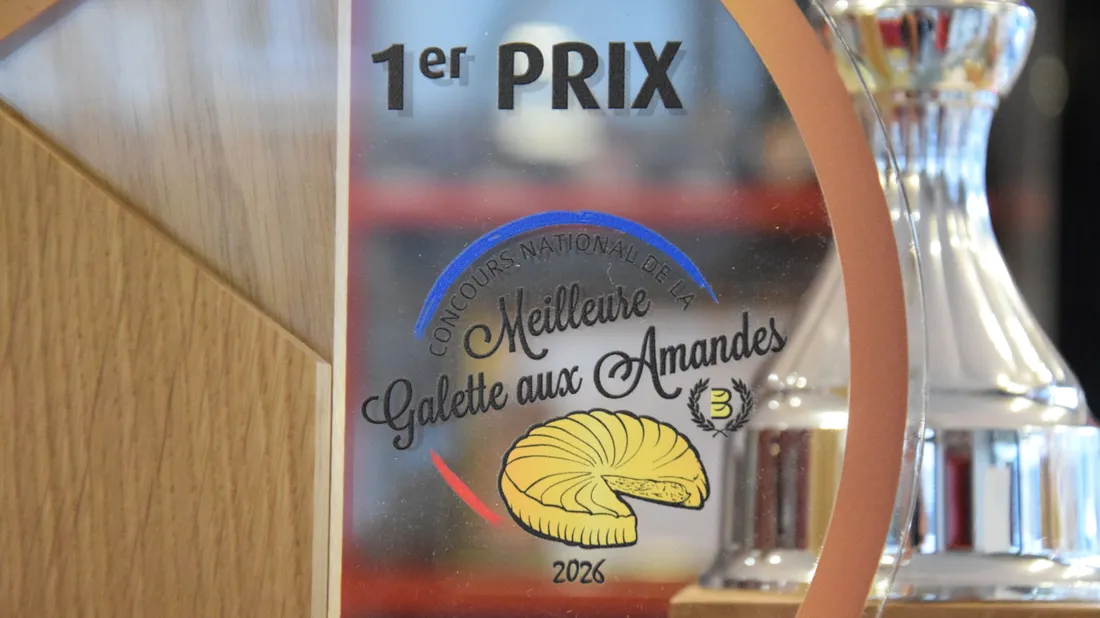 1er PRIX
CONCOURS NATIONAL DE LA
Meilleure
Galette aux Amandes
B
2026